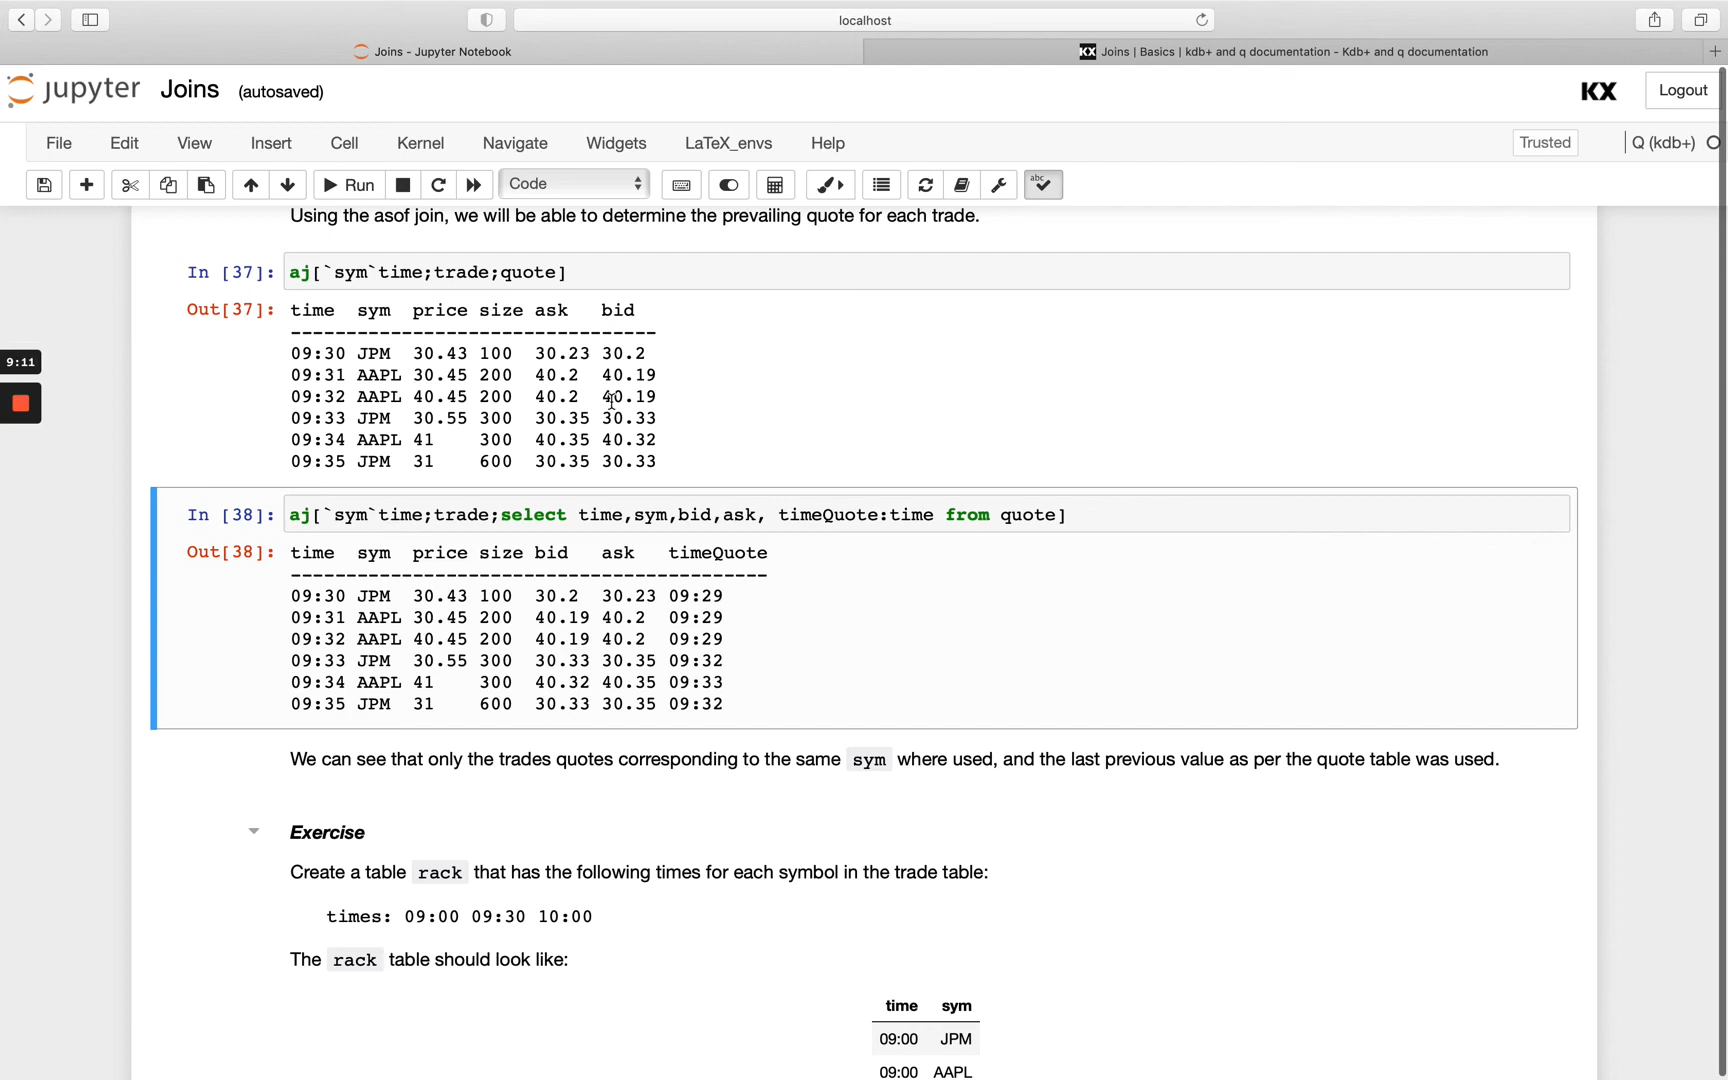 localhost
Joins - Jupyter Notebook
KX Joins | Basics | kdb+ and q documentation - Kdb+ and q documentation
jupyter Joins (autosaved)
KX
Logout
File Edit View Insert Cell Kernel Navigate Widgets LaTeX_envs Help
Trusted
Q (kdb+)
Run
Code
abc
Using the asof join, we will be able to determine the prevailing quote for each trade.
In [37]: aj[`sym`time;trade;quote]
Out[37]: time sym price size ask bid
------------------------------------
09:30 JPM 30.43 100 30.23 30.2
09:31 AAPL 30.45 200 40.2 40.19
09:32 AAPL 40.45 200 40.2 40.19
09:33 JPM 30.55 300 30.35 30.33
09:34 AAPL 41 300 40.35 40.32
09:35 JPM 31 600 30.35 30.33
9:11
In [38]: aj[`sym`time;trade;select time,sym,bid,ask, timeQuote:time from quote]
Out[38]: time sym price size bid ask timeQuote
-------------------------------------------
09:30 JPM 30.43 100 30.2 30.23 09:29
09:31 AAPL 30.45 200 40.19 40.2 09:29
09:32 AAPL 40.45 200 40.19 40.2 09:29
09:33 JPM 30.55 300 30.33 30.35 09:32
09:34 AAPL 41 300 40.32 40.35 09:33
09:35 JPM 31 600 30.33 30.35 09:32
We can see that only the trades quotes corresponding to the same sym where used, and the last previous value as per the quote table was used.
Exercise
Create a table rack that has the following times for each symbol in the trade table:
times: 09:00 09:30 10:00
The rack table should look like:
time sym
09:00 JPM
09:00 AAPL